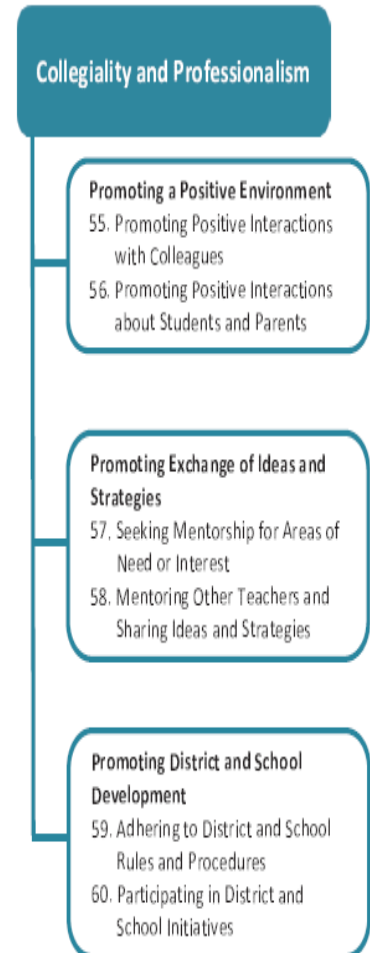 Collegiality and Professionalism
Promoting a Positive Environment
55. Promoting Positive Interactions
with Colleagues
56. Promoting Positive Interactions
about Students and Parents
Promoting Exchange of Ideas and
Strategies
57. Seeking Mentorship for Areas of
Need or Interest
58. Mentoring Other Teachers and
Sharing Ideas and Strategies
Promoting District and School
Development
59. Adhering to District and School
Rules and Procedures
60. Participating in District and
School Initiatives